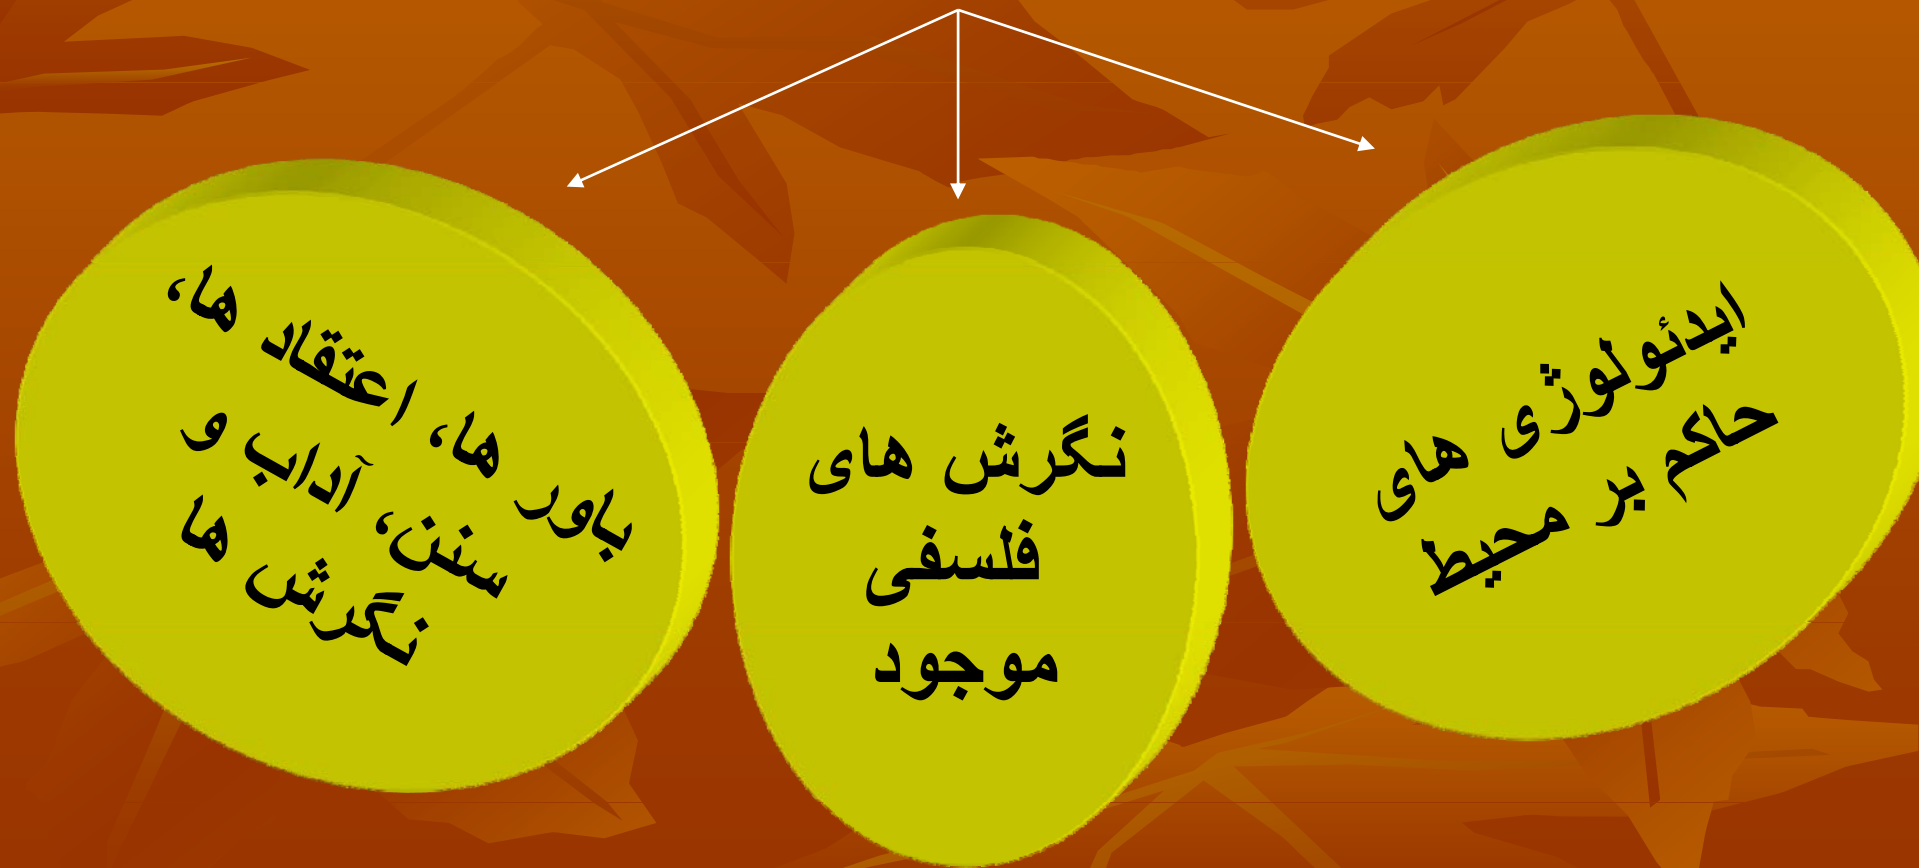 ایدئولوژی های
حاکم بر محیط
نگرش های
فلسفی
موجود
باور ها، اعتقاد ها،
سنن، آداب و
نگرش ها